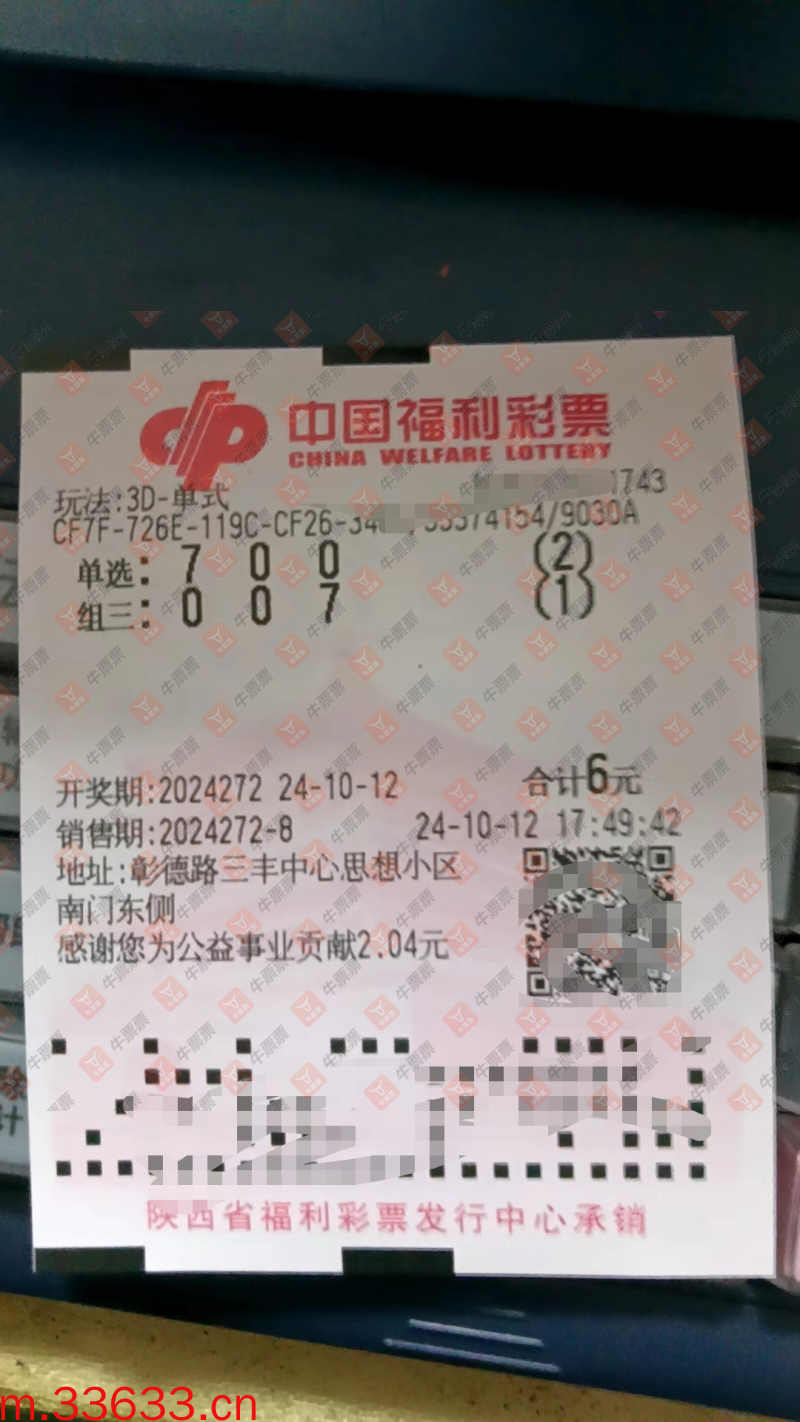 中国福利彩票
CHINA WELFARE LOTTERY
1743
玩法:3D-单式
CF7F-726E-119C-CF26-34 74154/9030A
单选: 7 0 0 (2)
组三: 0 0 7 (1)
开奖期:2024272 24-10-12 合计6元
销售期:2024272-8 24-10-12 17:49:42
地址:彰德路三丰中心思想小区
南门东侧
感谢您为公益事业贡献2.04元
陕西省福利彩票发行中心承销
牛票票
m.33633.cn